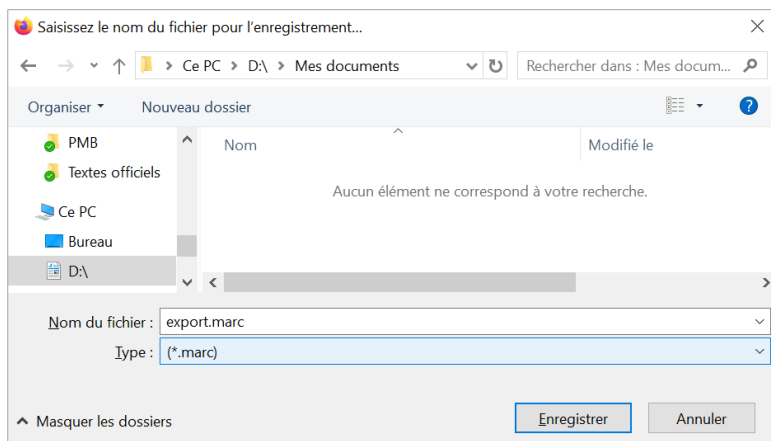 Saisissez le nom du fichier pour l'enregistrement...
Ce PC > D:\ > Mes documents
Rechercher dans : Mes docum...
Organiser
Nouveau dossier
PMB
Textes officiels
Ce PC
Bureau
D:\
Nom
Modifié le
Aucun élément ne correspond à votre recherche.
Nom du fichier : export.marc
Type : (*.marc)
Masquer les dossiers
Enregistrer
Annuler